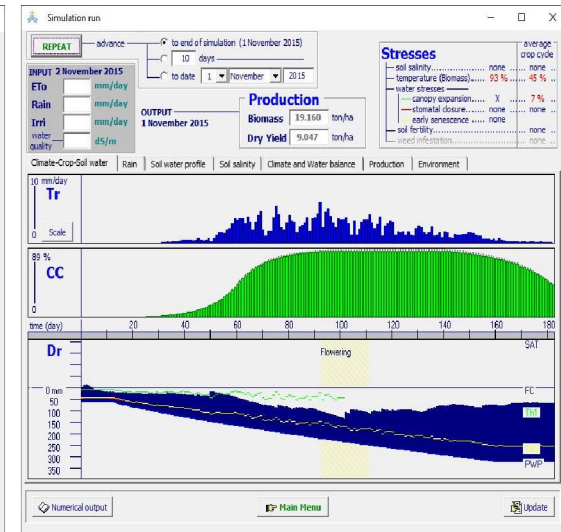 Simulation run
REPEAT
advance
to end of simulation (1 November 2015)
10 days
to date 1 November 2015
INPUT 2 November 2015
ETo mm/day
Rain mm/day
Irri mm/day
water quality dS/m
OUTPUT
1 November 2015
Production
Biomass 19.160 ton/ha
Dry Yield 9.047 ton/ha
Stresses
average
crop cycle
soil salinity none none
temperature (Biomass) 93 % 45 %
water stresses
canopy expansion X 7 %
stomatal closure none none
early senescence none none
soil fertility none
weed infestation none
Climate-Crop-Soil water Rain Soil water profile Soil salinity Climate and Water balance Production Environment
10 mm/day
Tr
0 Scale
89 %
CC
0
time (day) 20 40 60 80 100 120 140 160 180
Dr Flowering SAT
0 mm FC
50
100 Th1
150
200
250
300
350 PWP
Numerical output Main Menu Update